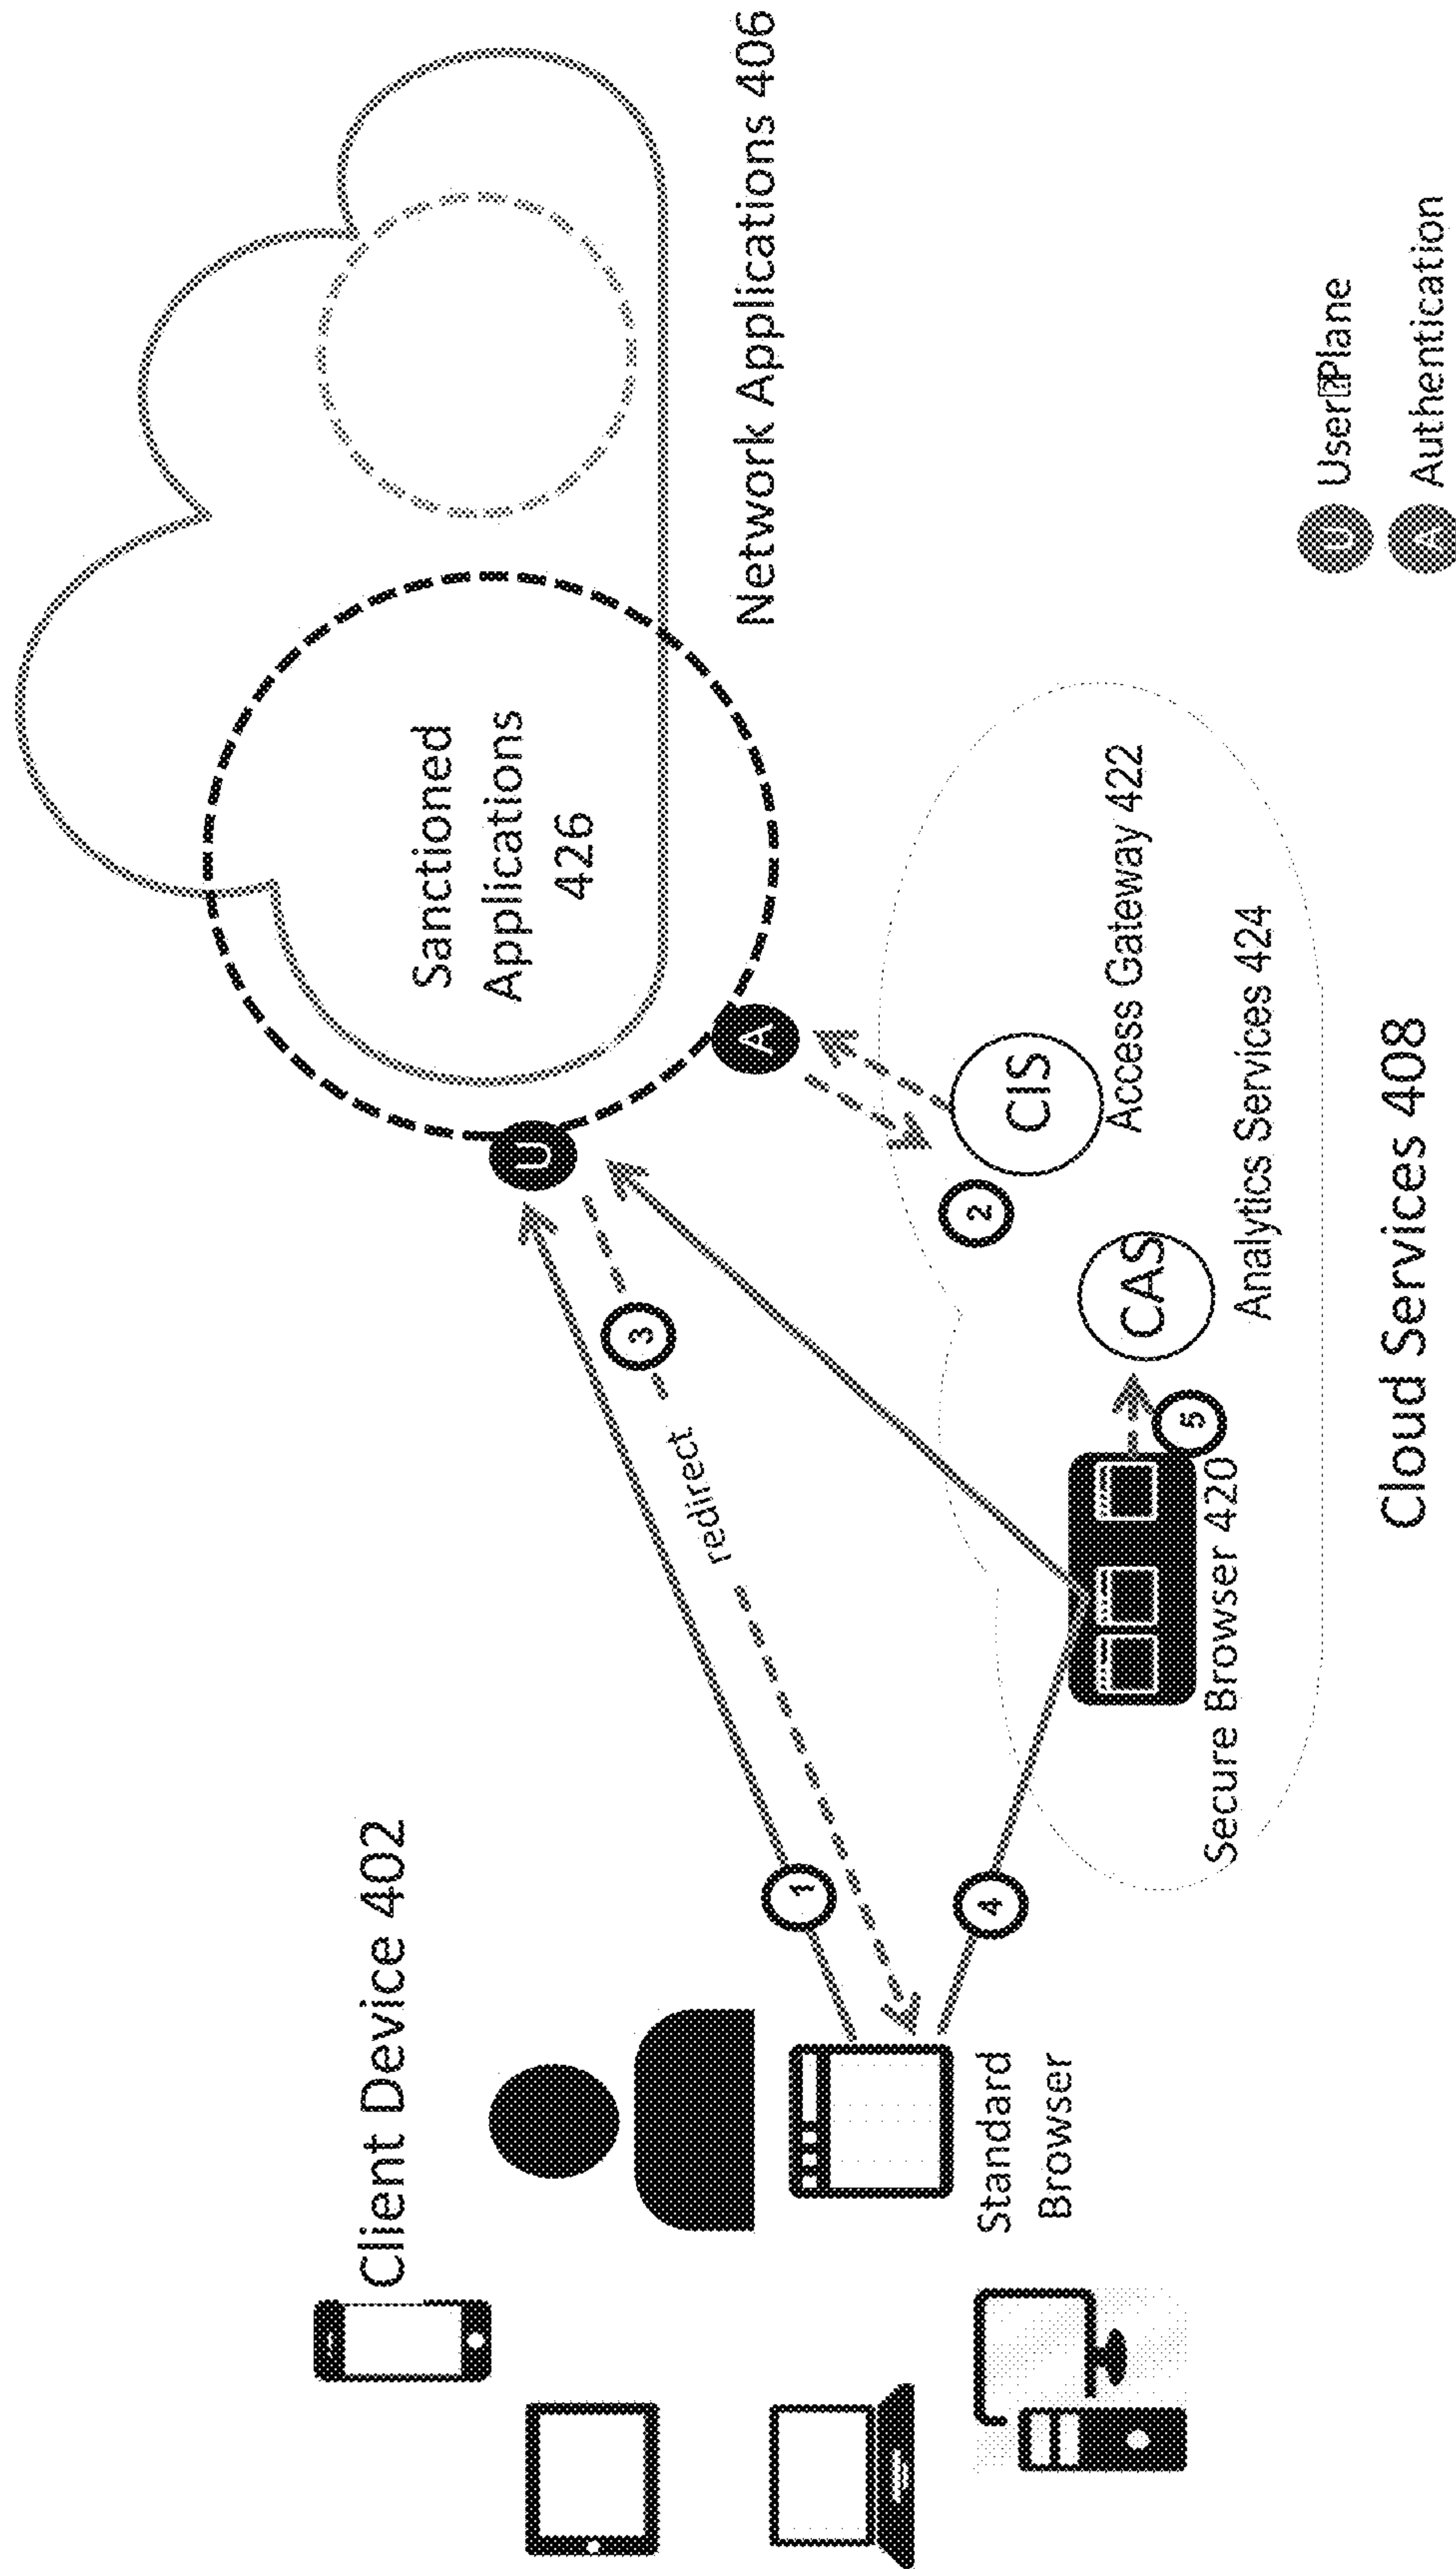 Client Device 402
Standard
Browser
1
redirect
3
4
U
A
Sanctioned
Applications
426
Network Applications 406
2
CIS
Access Gateway 422
CAS
Analytics Services 424
5
Secure Browser 420
Cloud Services 408
U User Plane
A Authentication